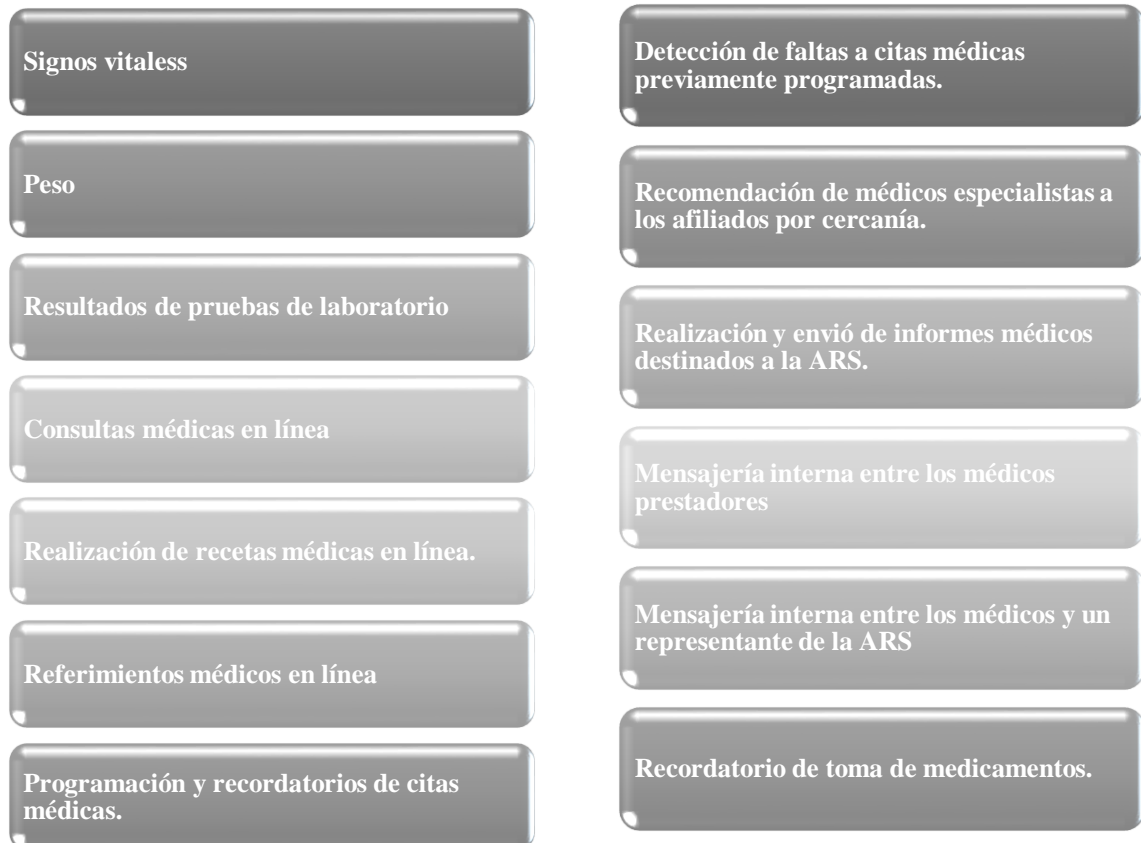 Signos vitaless
Peso
Resultados de pruebas de laboratorio
Consultas médicas en línea
Realización de recetas médicas en línea.
Referimientos médicos en línea
Programación y recordatorios de citas
médicas.
Detección de faltas a citas médicas
previamente programadas.
Recomendación de médicos especialistas a
los afiliados por cercanía.
Realización y envió de informes médicos
destinados a la ARS.
Mensajería interna entre los médicos
prestadores
Mensajería interna entre los médicos y un
representante de la ARS
Recordatorio de toma de medicamentos.